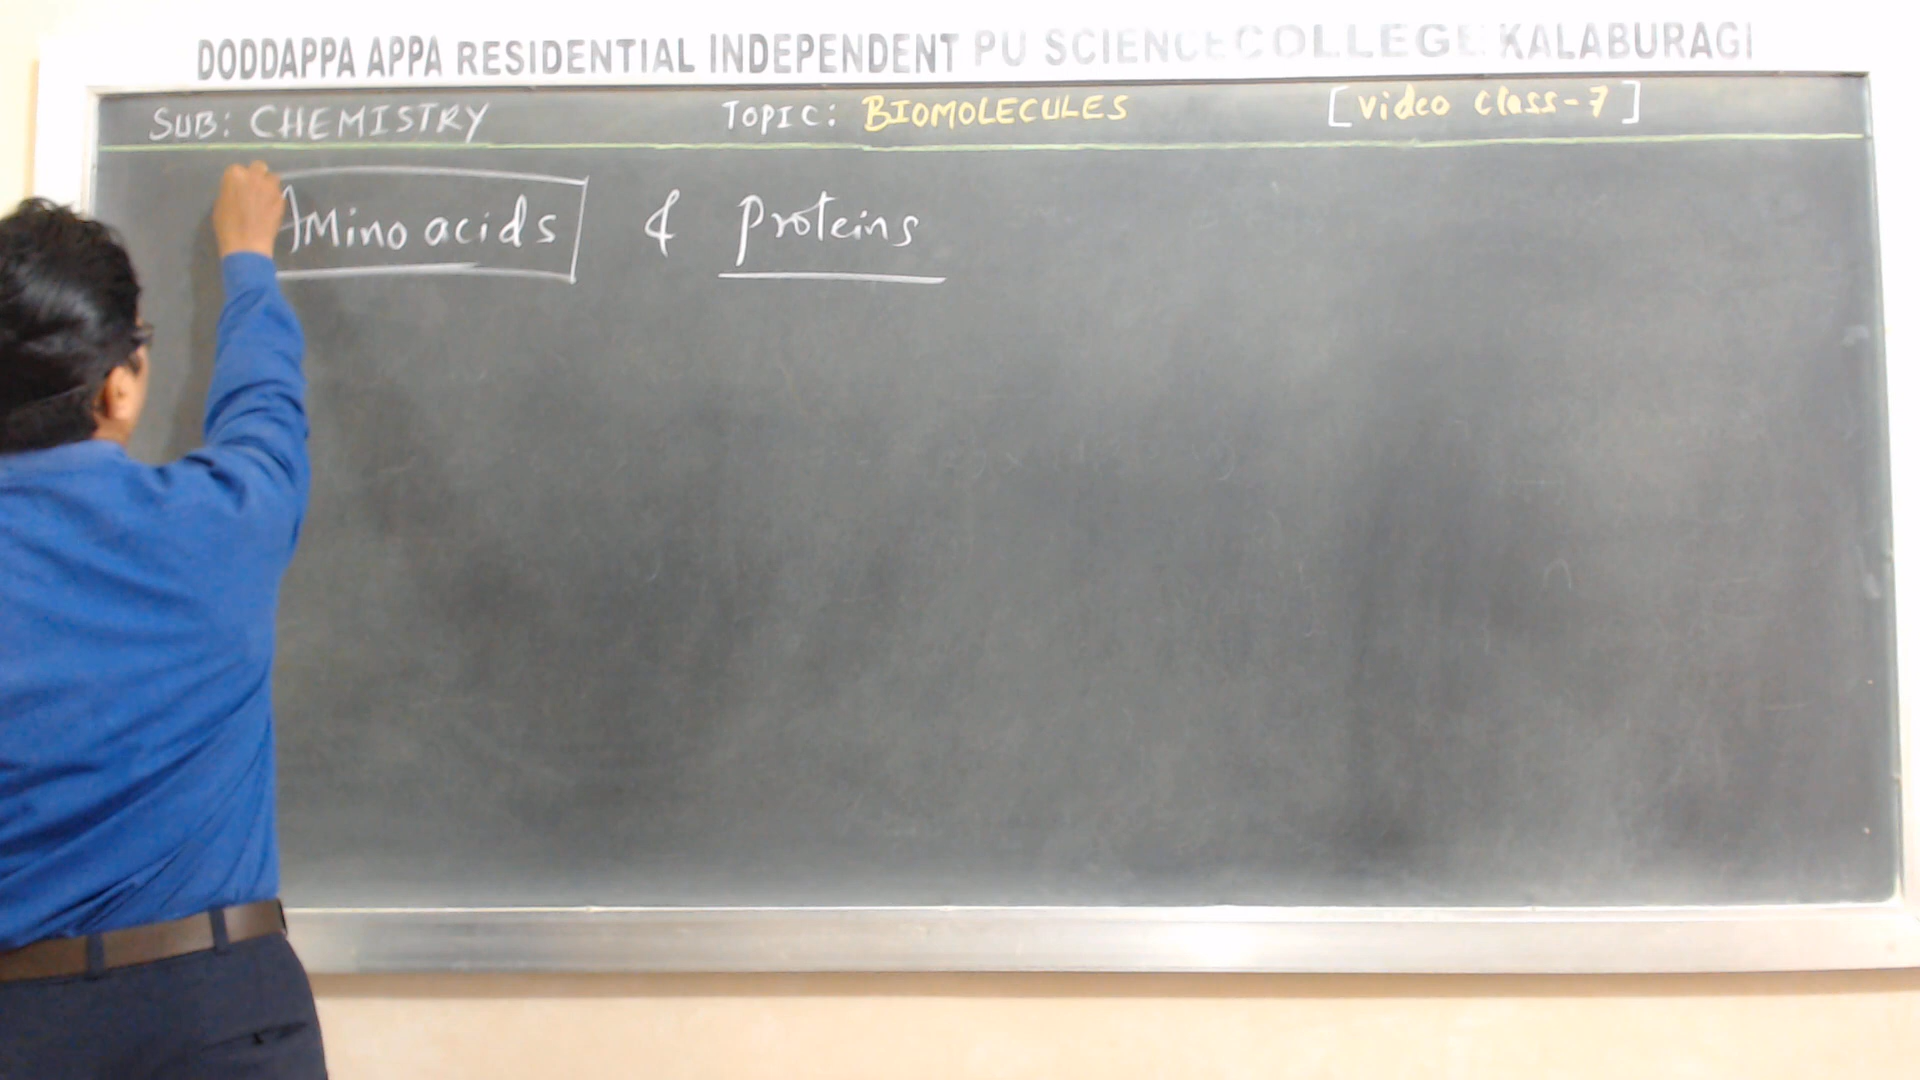 DODDAPPA APPA RESIDENTIAL INDEPENDENT PU SCIENCE COLLEGE KALABURAGI
SUB: CHEMISTRY TOPIC: BIOMOLECULES [Video Class-7]
Amino acids & proteins